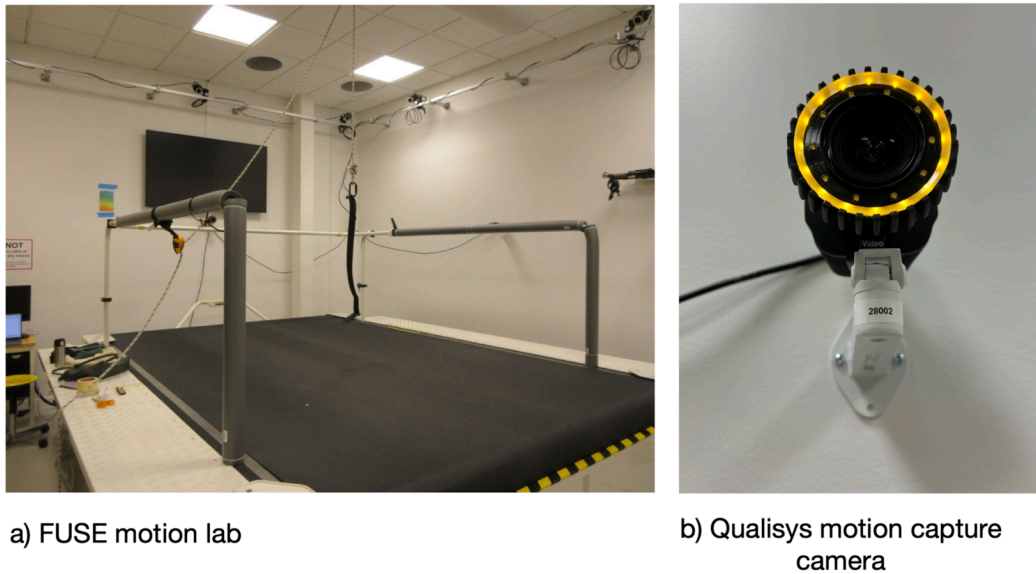 NOT
Video
28002
a) FUSE motion lab
b) Qualisys motion capture
camera